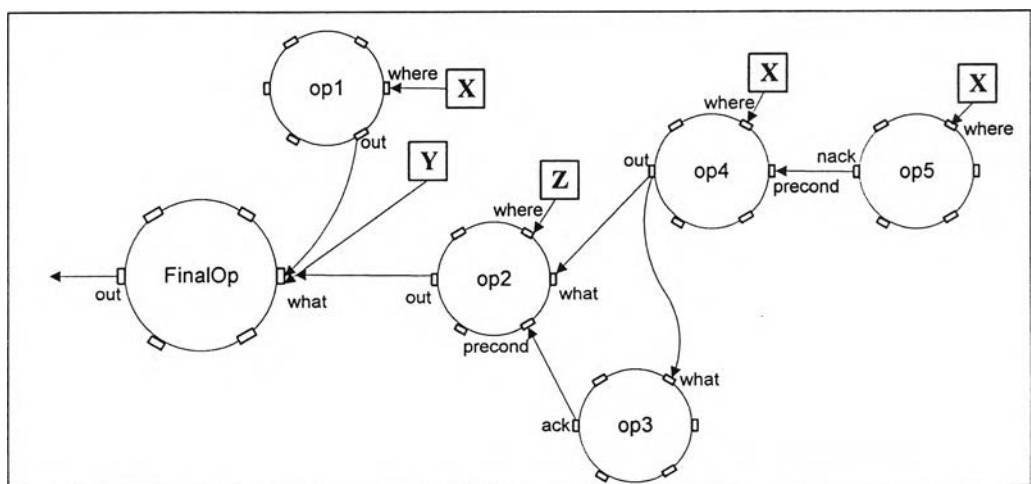 op1
where
X
out
Y
FinalOp
out
what
op2
where
Z
out
what
precond
op3
what
ack
op4
where
X
out
precond
op5
where
X
nack